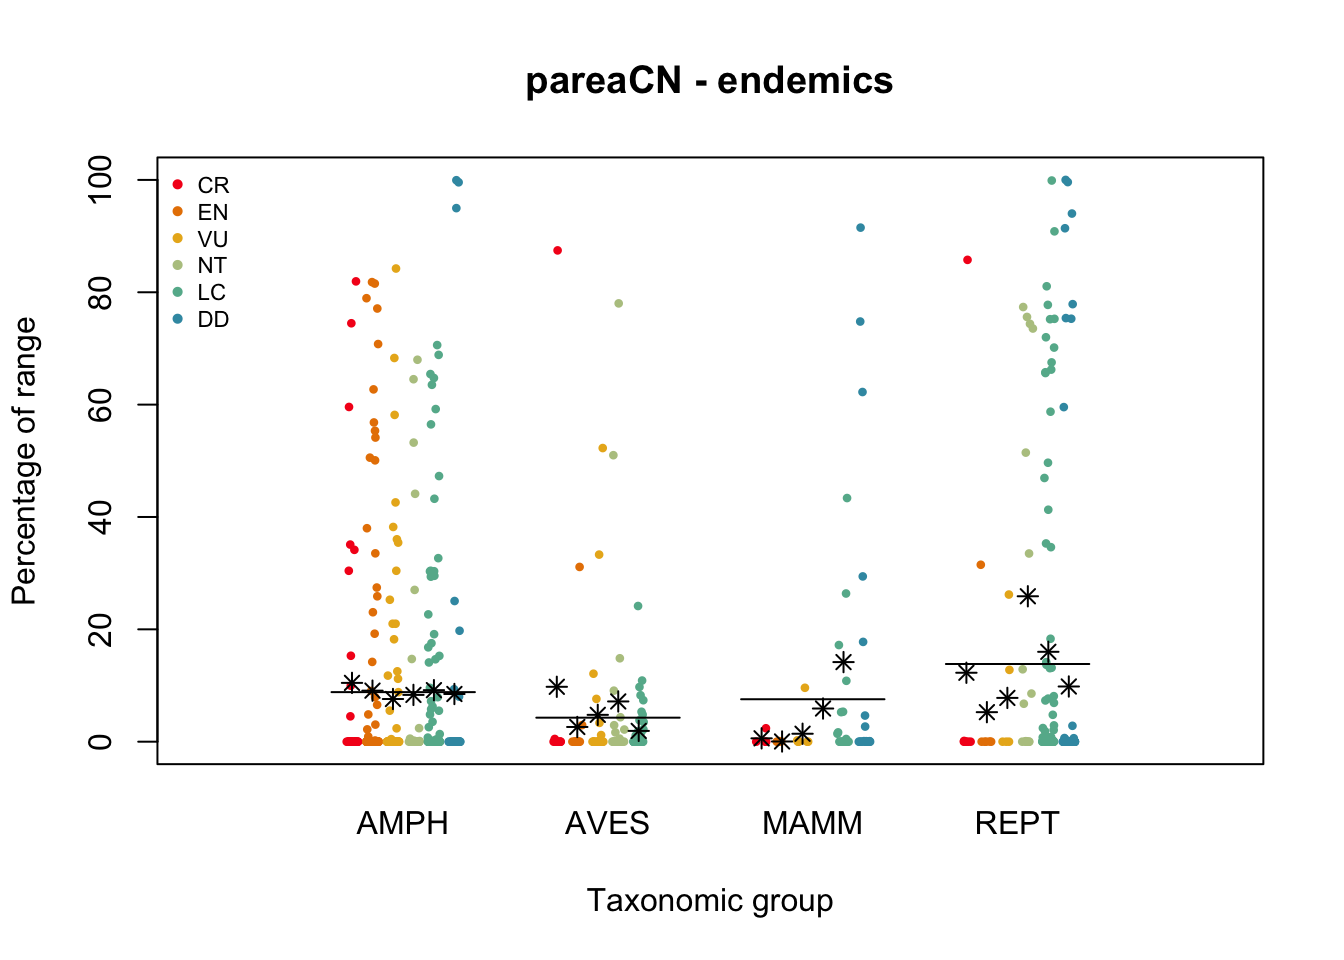 pareaCN - endemics
CR
EN
VU
NT
LC
DD
Percentage of range
100
80
60
40
20
0
AMPH AVES MAMM REPT
Taxonomic group